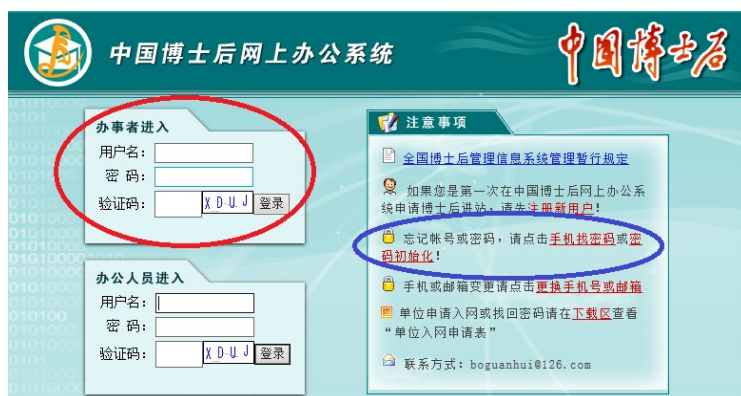 中国博士后网上办公系统
中国博士后
办事者进入
用户名：
密 码：
验证码：
X D-U J
登录
办公人员进入
用户名：
密 码：
验证码：
X D-U J
登录
注意事项
全国博士后管理信息系统管理暂行规定
如果您是第一次在中国博士后网上办公系
统申请博士后进站，请先注册新用户！
忘记帐号或密码，请点击手机找密码或密
码初始化！
手机或邮箱变更请点击更换手机号或邮箱
单位申请入网或找回密码请在下载区查看
“单位入网申请表”
联系方式：boguanhui@126.com